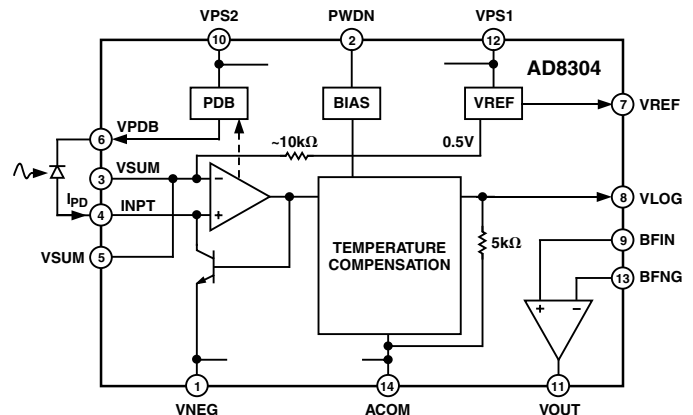 VPS2 PWDN VPS1
10 2 12
AD8304
PDB BIAS VREF 7 VREF
6 VPDB
~10kΩ 0.5V
3 VSUM
−
I_PD 4 INPT +
8 VLOG
VSUM 5
TEMPERATURE
COMPENSATION
5kΩ
9 BFIN
13 BFNG
+ −
1 14 11
VNEG ACOM VOUT